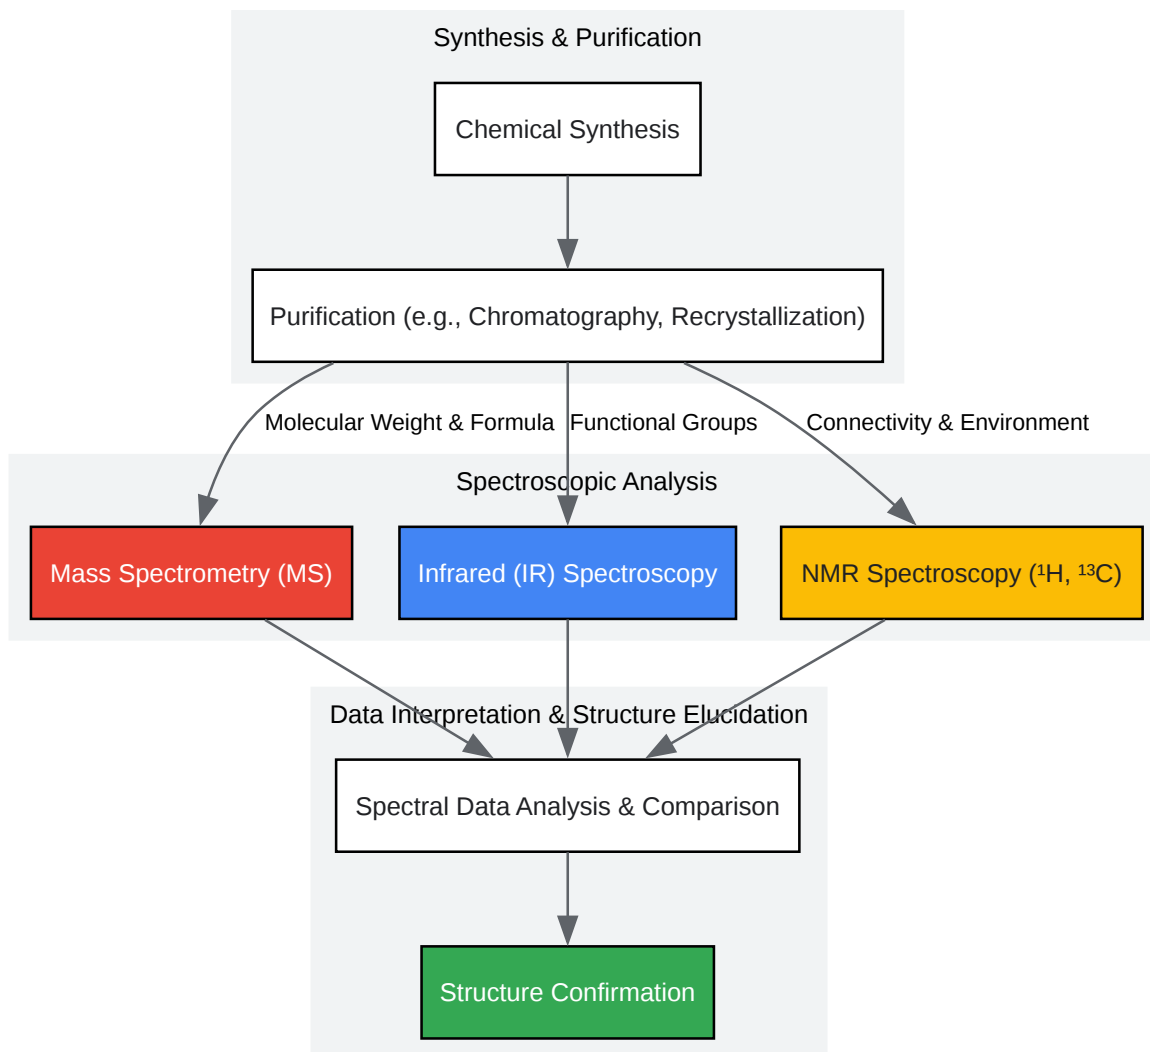 Synthesis & Purification
Chemical Synthesis
Purification (e.g., Chromatography, Recrystallization)
Molecular Weight & Formula
Functional Groups
Connectivity & Environment
Spectroscopic Analysis
Mass Spectrometry (MS)
Infrared (IR) Spectroscopy
NMR Spectroscopy (¹H, ¹³C)
Data Interpretation & Structure Elucidation
Spectral Data Analysis & Comparison
Structure Confirmation